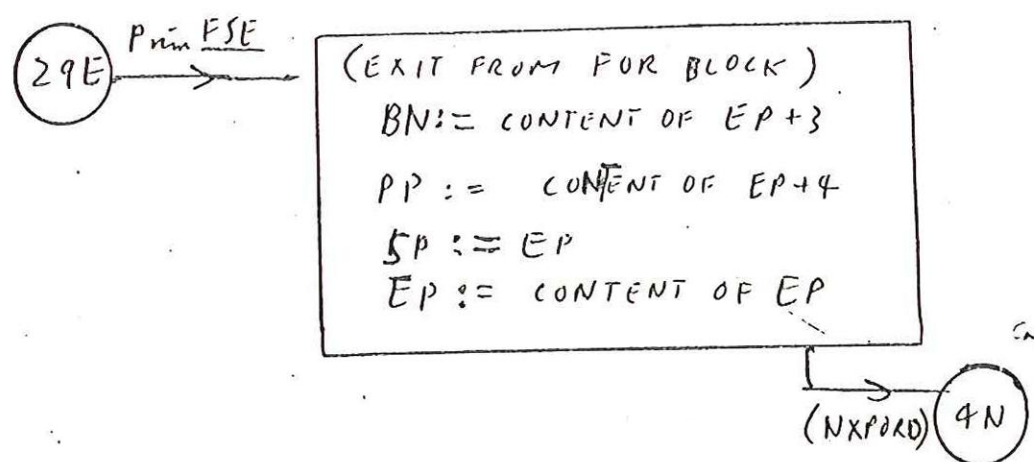 29E
Prim FSE
(EXIT FROM FOR BLOCK)
BN := CONTENT OF EP+3
PP := CONTENT OF EP+4
SP := EP
EP := CONTENT OF EP
(NXPORD)
4N